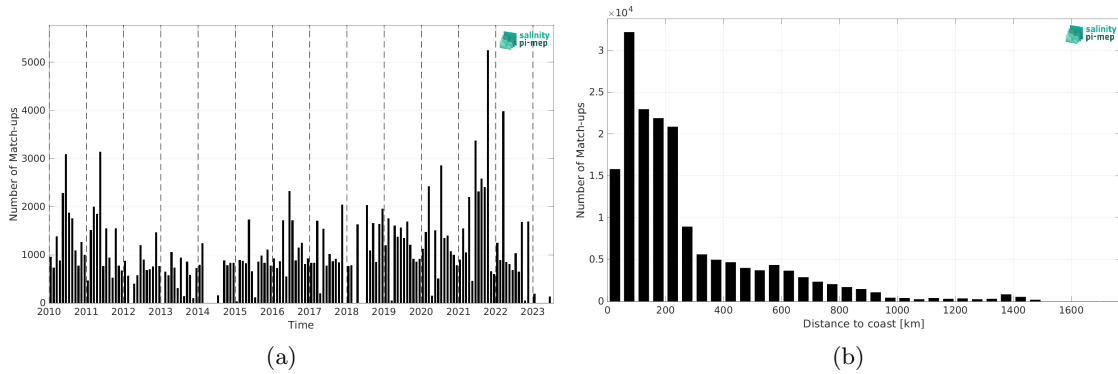 salinity
pi-mep
Number of Match-ups
5000
4000
3000
2000
1000
0
2010 2011 2012 2013 2014 2015 2016 2017 2018 2019 2020 2021 2022 2023
Time
(a)
×10⁴
salinity
pi-mep
Number of Match-ups
3
2.5
2
1.5
1
0.5
0
0 200 400 600 800 1000 1200 1400 1600
Distance to coast [km]
(b)